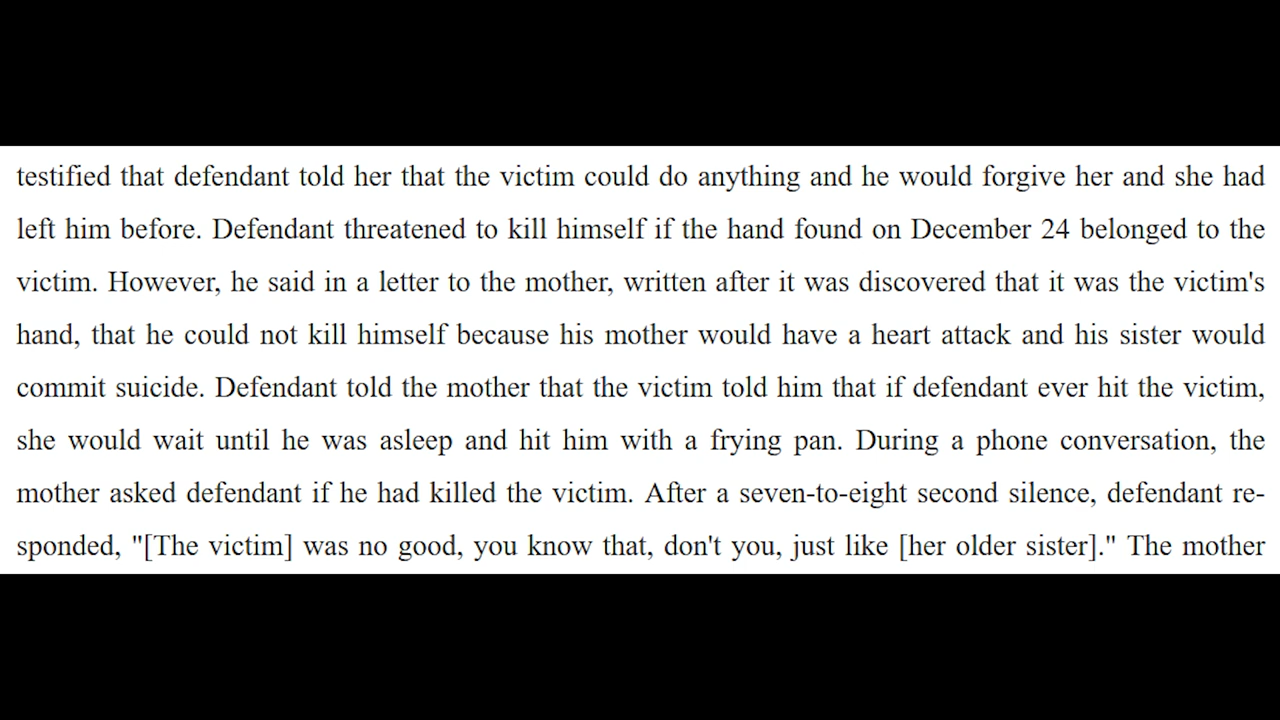 testified that defendant told her that the victim could do anything and he would forgive her and she had
left him before. Defendant threatened to kill himself if the hand found on December 24 belonged to the
victim. However, he said in a letter to the mother, written after it was discovered that it was the victim's
hand, that he could not kill himself because his mother would have a heart attack and his sister would
commit suicide. Defendant told the mother that the victim told him that if defendant ever hit the victim,
she would wait until he was asleep and hit him with a frying pan. During a phone conversation, the
mother asked defendant if he had killed the victim. After a seven-to-eight second silence, defendant re-
sponded, "[The victim] was no good, you know that, don't you, just like [her older sister]." The mother